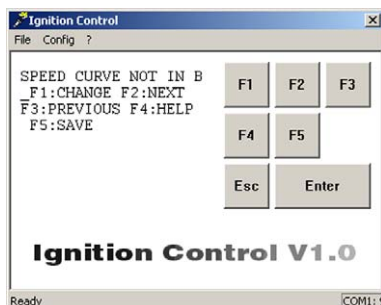 Ignition Control
File Config ?
SPEED CURVE NOT IN B
_F1:CHANGE F2:NEXT
F3:PREVIOUS F4:HELP
F5:SAVE
F1 F2 F3
F4 F5
Esc Enter
Ignition Control V1.0
Ready COM1: